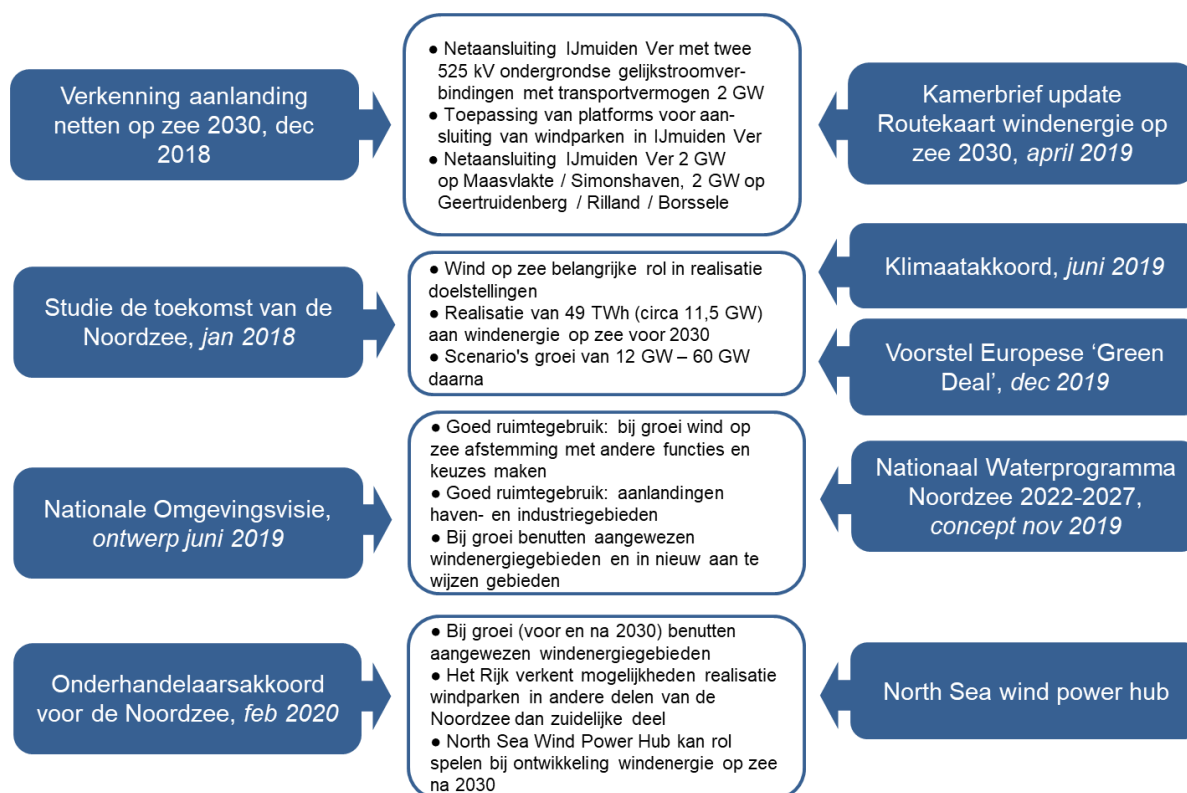 Verkenning aanlanding
netten op zee 2030, dec
2018
● Netaansluiting IJmuiden Ver met twee
525 kV ondergrondse gelijkstroomver-
bindingen met transportvermogen 2 GW
● Toepassing van platforms voor aan-
sluiting van windparken in IJmuiden Ver
● Netaansluiting IJmuiden Ver 2 GW
op Maasvlakte / Simonshaven, 2 GW op
Geertruidenberg / Rilland / Borssele
Kamerbrief update
Routekaart windenergie op
zee 2030, april 2019
Studie de toekomst van de
Noordzee, jan 2018
● Wind op zee belangrijke rol in realisatie
doelstellingen
● Realisatie van 49 TWh (circa 11,5 GW)
aan windenergie op zee voor 2030
● Scenario's groei van 12 GW – 60 GW
daarna
Klimaatakkoord, juni 2019
Voorstel Europese ‘Green
Deal’, dec 2019
Nationale Omgevingsvisie,
ontwerp juni 2019
● Goed ruimtegebruik: bij groei wind op
zee afstemming met andere functies en
keuzes maken
● Goed ruimtegebruik: aanlandingen
haven- en industriegebieden
● Bij groei benutten aangewezen
windenergiegebieden en in nieuw aan te
wijzen gebieden
Nationaal Waterprogramma
Noordzee 2022-2027,
concept nov 2019
Onderhandelaarsakkoord
voor de Noordzee, feb 2020
● Bij groei (voor en na 2030) benutten
aangewezen windenergiegebieden
● Het Rijk verkent mogelijkheden realisatie
windparken in andere delen van de
Noordzee dan zuidelijke deel
● North Sea Wind Power Hub kan rol
spelen bij ontwikkeling windenergie op zee
na 2030
North Sea wind power hub